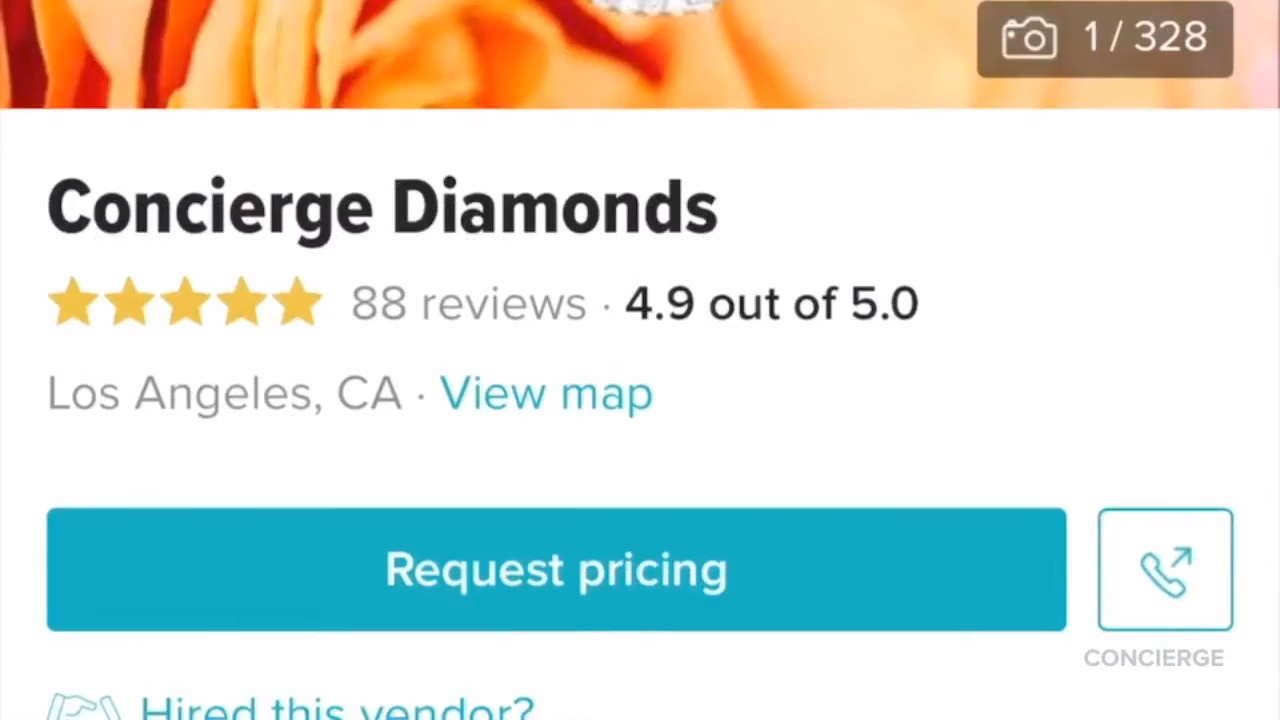 1 / 328
Concierge Diamonds
88 reviews · 4.9 out of 5.0
Los Angeles, CA · View map
Request pricing
CONCIERGE
Hired this vendor?